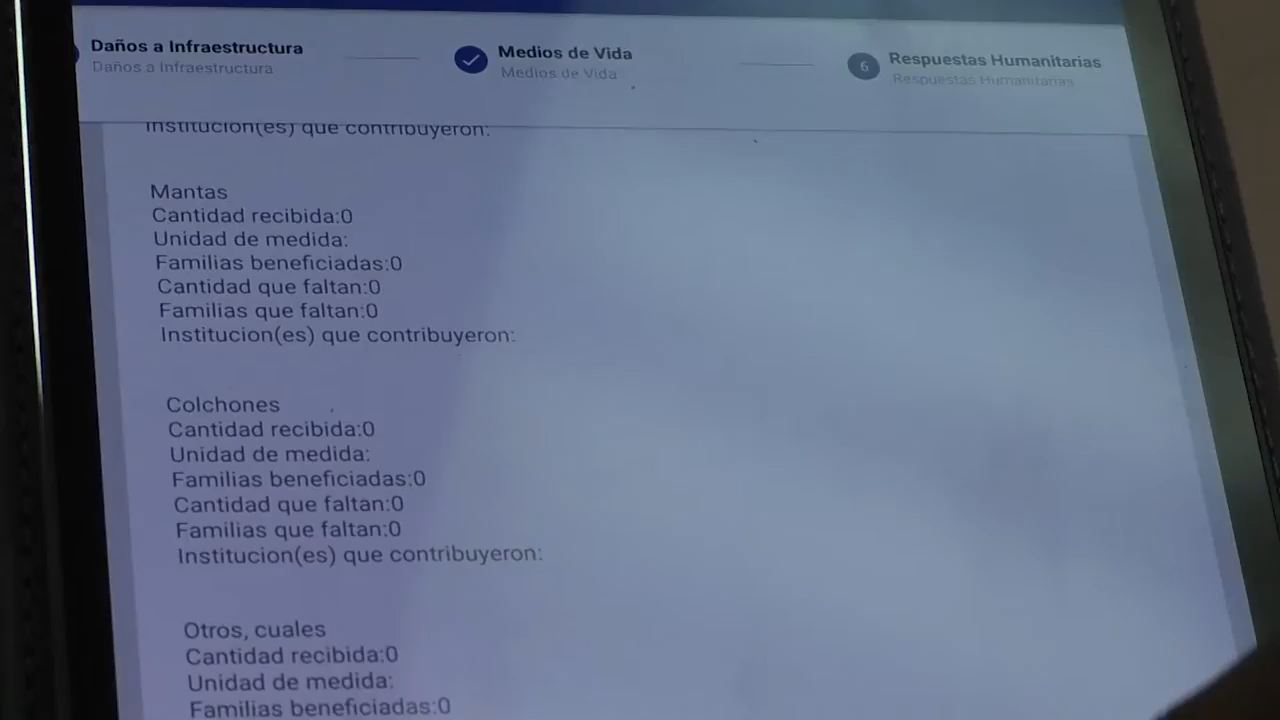 Daños a Infraestructura
Daños a Infraestructura
Medios de Vida
Medios de Vida
6
Respuestas Humanitarias
Respuestas Humanitarias
Institucion(es) que contribuyeron:
Mantas
Cantidad recibida:0
Unidad de medida:
Familias beneficiadas:0
Cantidad que faltan:0
Familias que faltan:0
Institucion(es) que contribuyeron:
Colchones
Cantidad recibida:0
Unidad de medida:
Familias beneficiadas:0
Cantidad que faltan:0
Familias que faltan:0
Institucion(es) que contribuyeron:
Otros, cuales
Cantidad recibida:0
Unidad de medida:
Familias beneficiadas:0